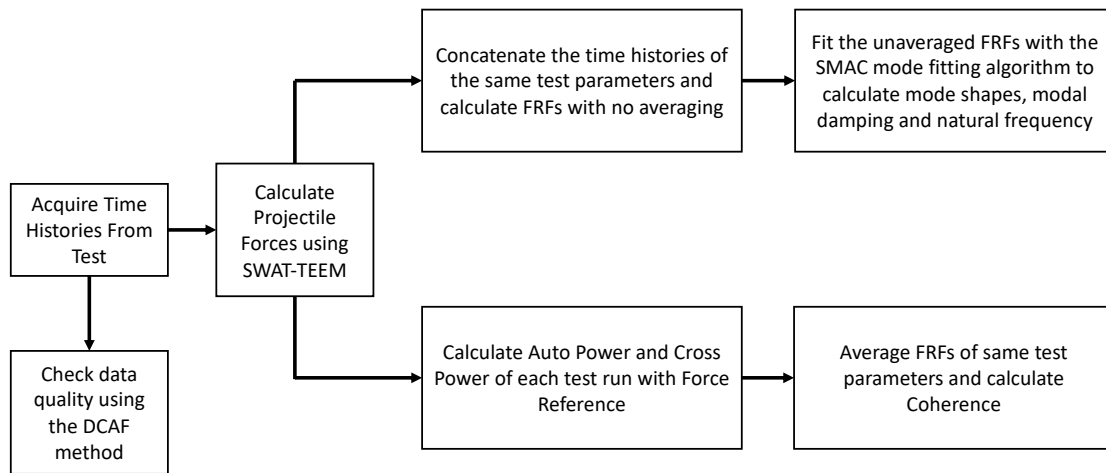 Acquire Time
Histories From
Test
Check data
quality using
the DCAF
method
Calculate
Projectile
Forces using
SWAT-TEEM
Concatenate the time histories of
the same test parameters and
calculate FRFs with no averaging
Fit the unaveraged FRFs with the
SMAC mode fitting algorithm to
calculate mode shapes, modal
damping and natural frequency
Calculate Auto Power and Cross
Power of each test run with Force
Reference
Average FRFs of same test
parameters and calculate
Coherence